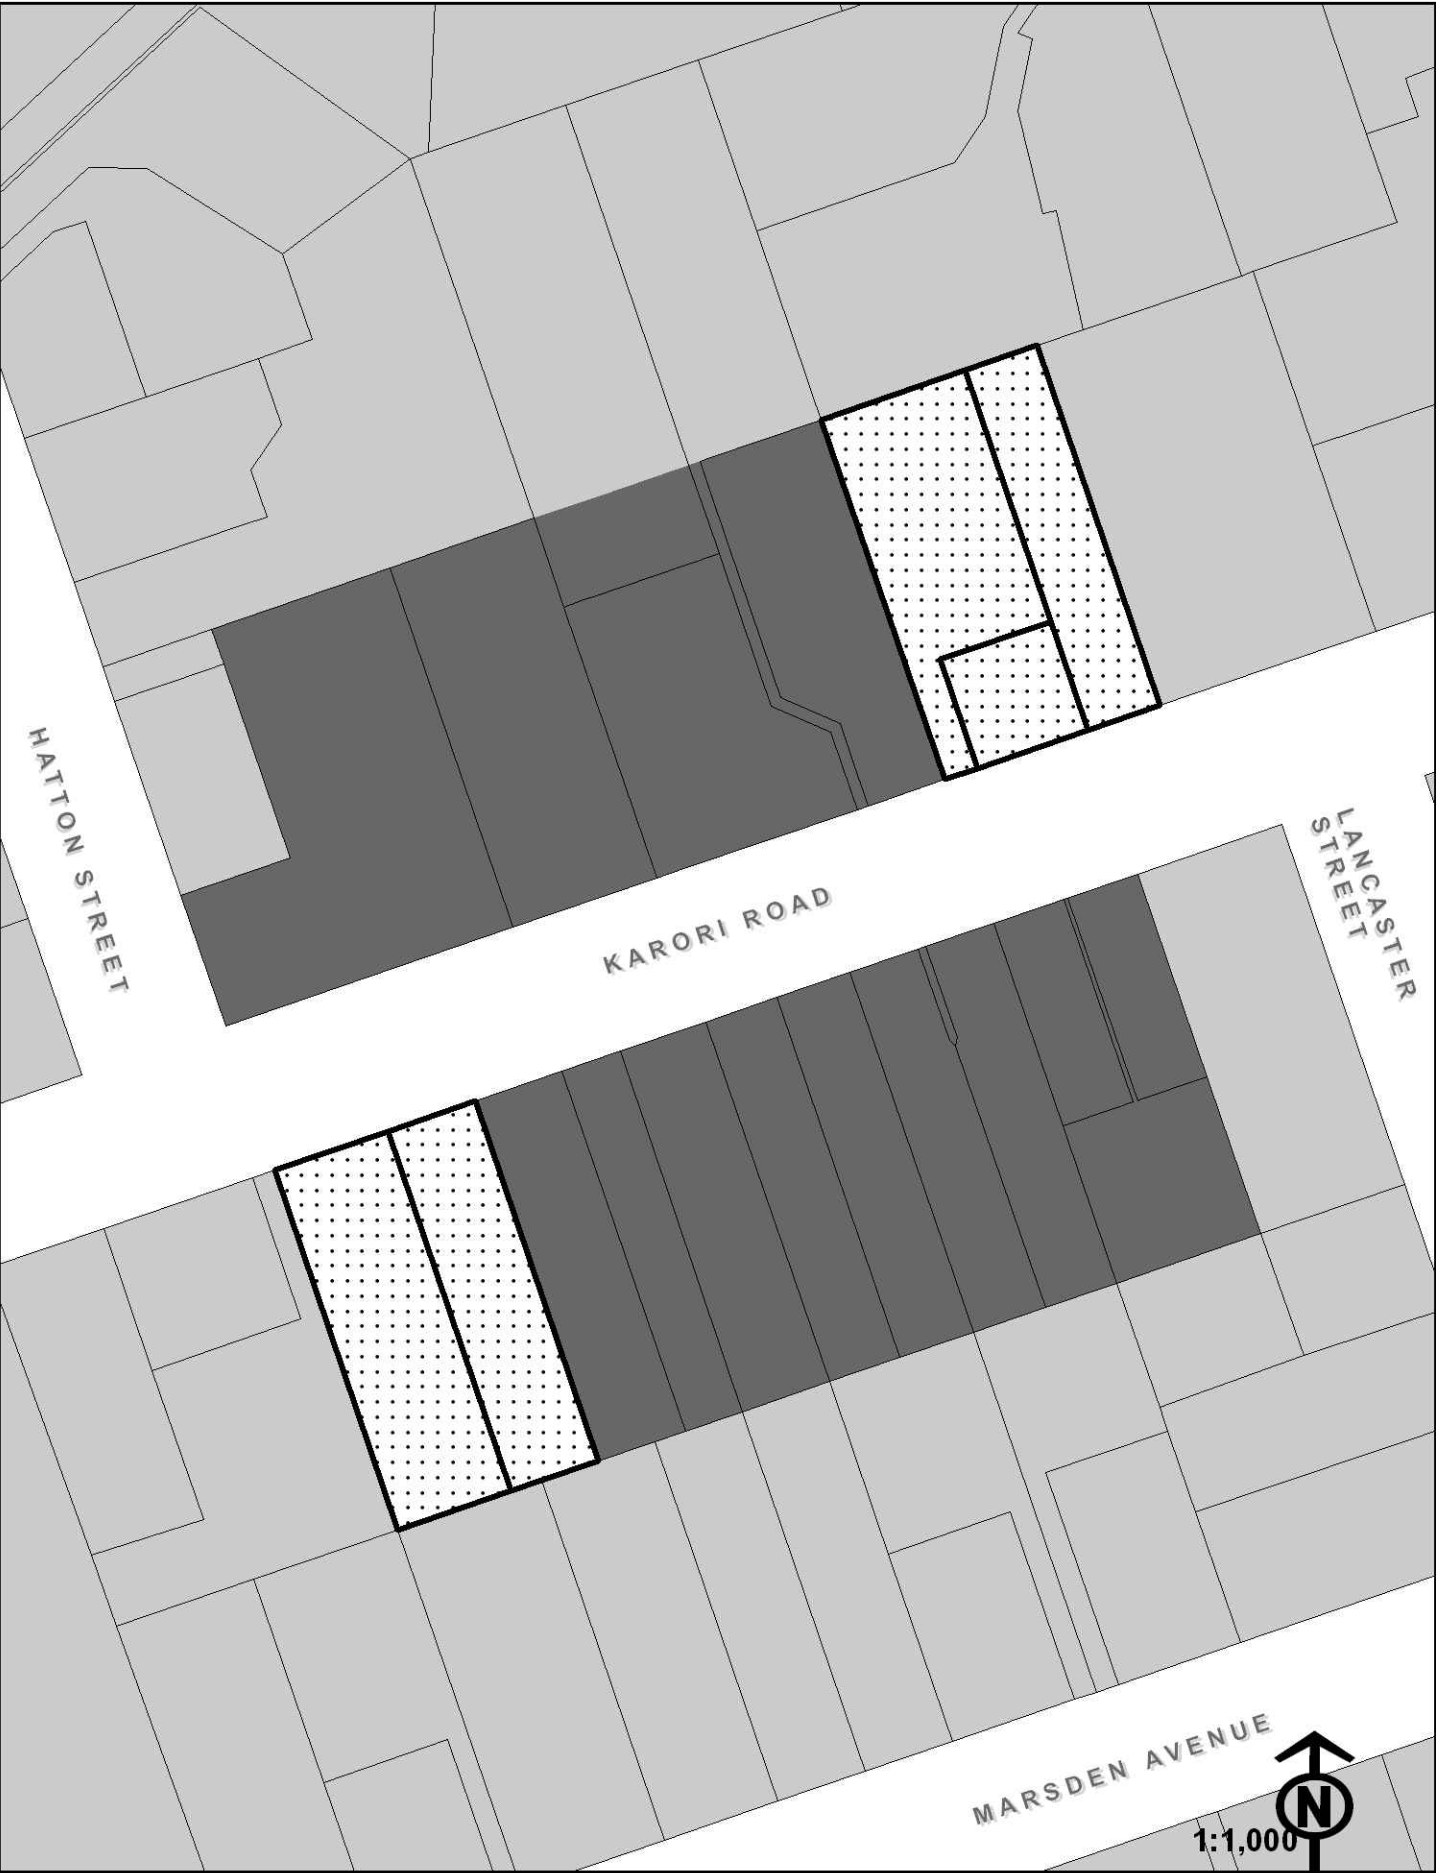 HATTON STREET
KARORI ROAD
LANCASTER
STREET
MARSDEN AVENUE
N
1:1,000